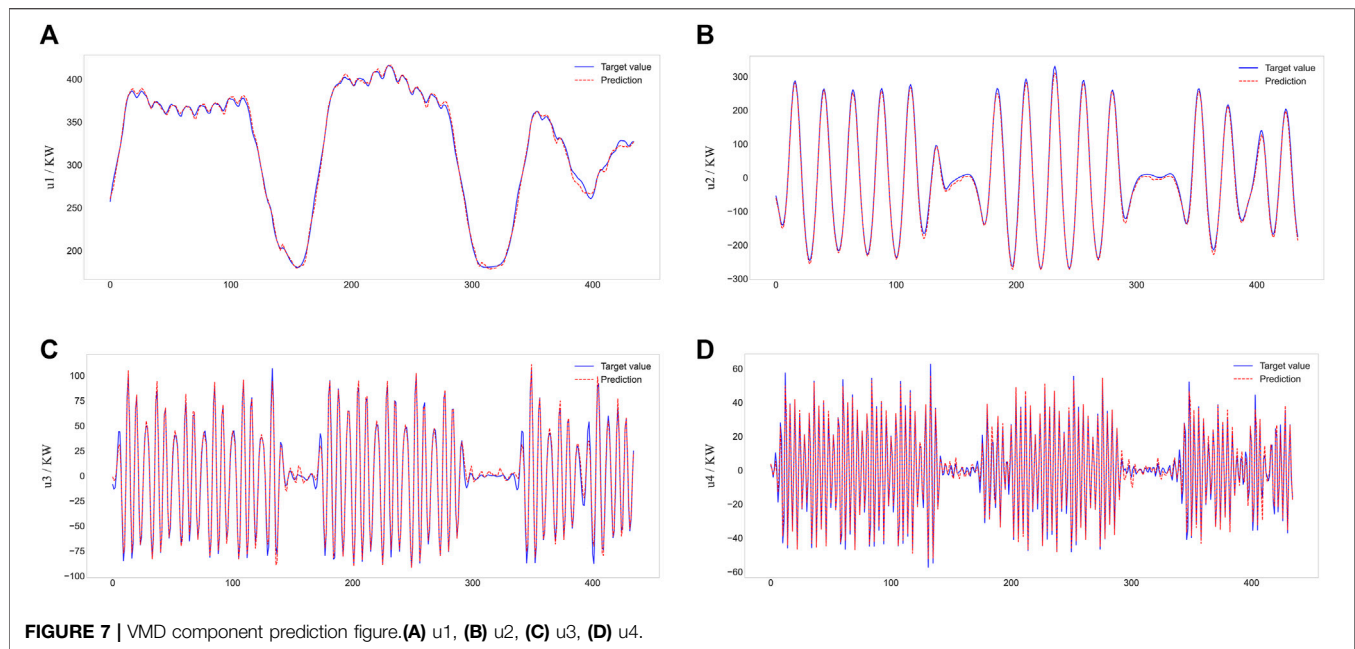 A
Target value
Prediction
400
350
300
250
200
u1 / KW
0
100
200
300
400
B
Target value
Prediction
300
200
100
0
−100
−200
−300
u2 / KW
0
100
200
300
400
C
Target value
Prediction
100
75
50
25
0
−25
−50
−75
−100
u3 / KW
0
100
200
300
400
D
Target value
Prediction
60
40
20
0
−20
−40
−60
u4 / KW
0
100
200
300
400
FIGURE 7 | VMD component prediction figure.(A) u1, (B) u2, (C) u3, (D) u4.